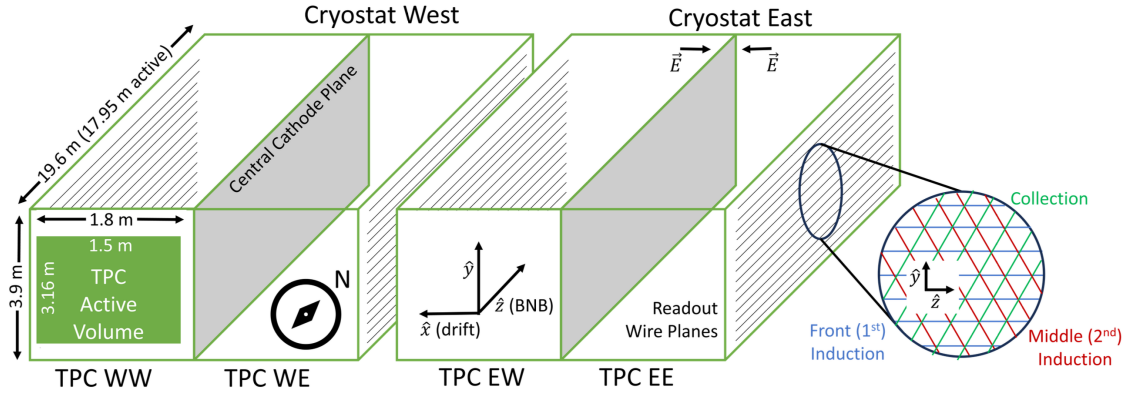 Cryostat West
Cryostat East
19.6 m (17.95 m active)
Central Cathode Plane
E⃗
E⃗
1.8 m
1.5 m
3.9 m
3.16 m
TPC
Active
Volume
N
ŷ
ẑ (BNB)
x̂ (drift)
Readout
Wire Planes
Collection
ŷ
ẑ
Front (1st)
Induction
Middle (2nd)
Induction
TPC WW
TPC WE
TPC EW
TPC EE